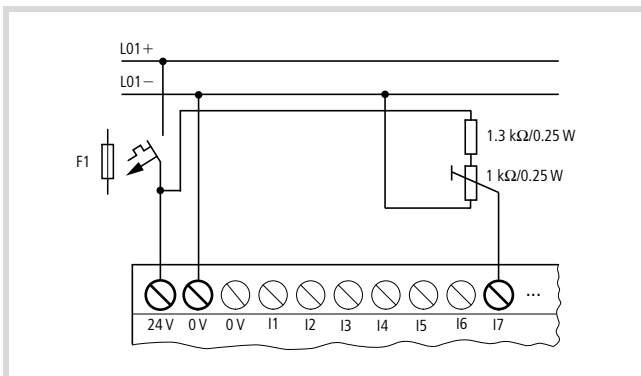 L01+
L01−
1.3 kΩ/0.25 W
F1
1 kΩ/0.25 W
...
24 V 0 V 0 V I1 I2 I3 I4 I5 I6 I7